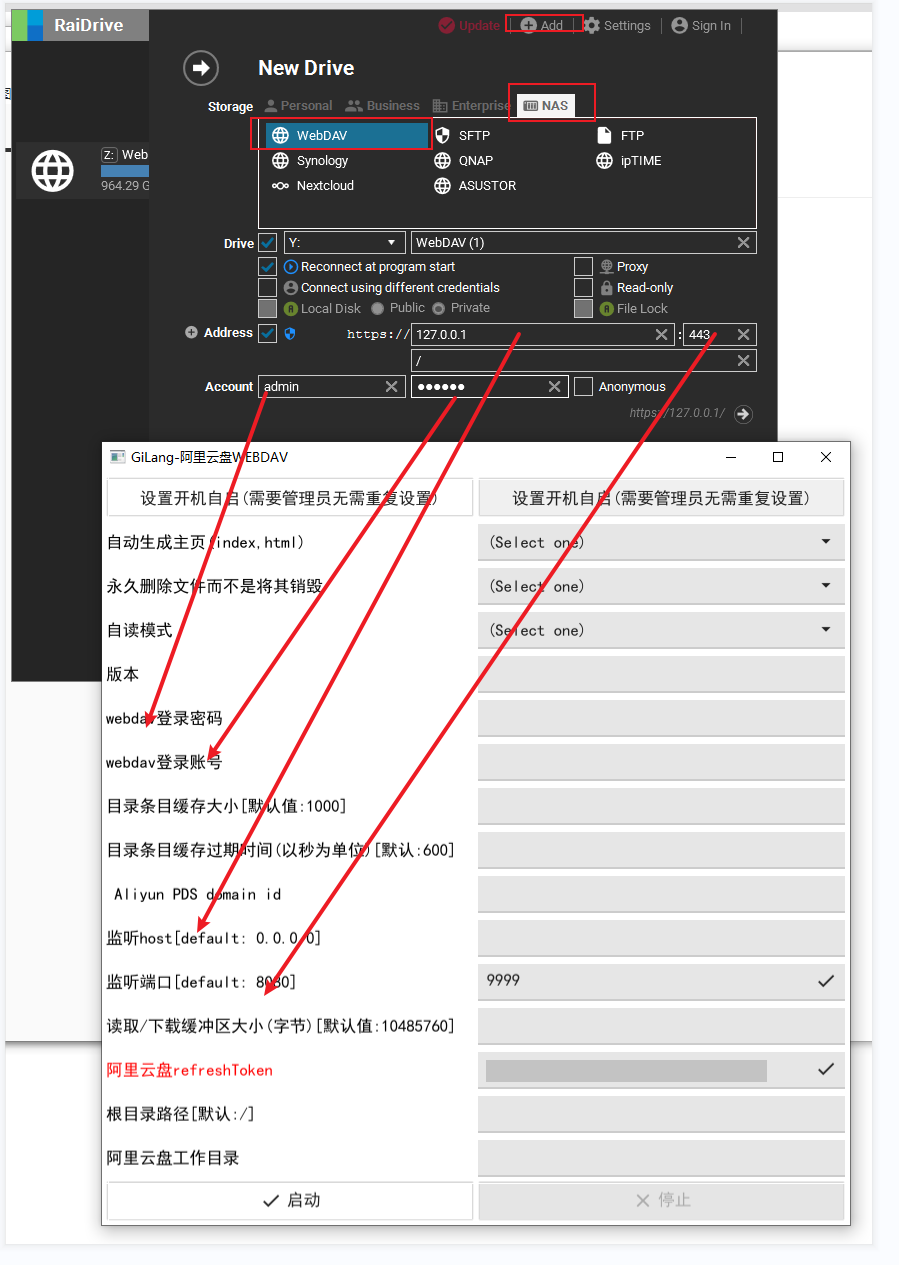 RaiDrive
Update Add Settings Sign In
New Drive
Storage Personal Business Enterprise NAS
WebDAV SFTP FTP
Synology QNAP ipTIME
Nextcloud ASUSTOR
Z: Web
964.29 G
Drive Y: WebDAV (1)
Reconnect at program start Proxy
Connect using different credentials Read-only
Local Disk Public Private File Lock
Address https:// 127.0.0.1 : 443
/
Account admin ●●●●●● Anonymous
https://127.0.0.1/
GiLang-阿里云盘WEBDAV
设置开机自启(需要管理员无需重复设置) 设置开机自启(需要管理员无需重复设置)
自动生成主页(index,html) (Select one)
永久删除文件而不是将其销毁 (Select one)
自读模式 (Select one)
版本
webdav登录密码
webdav登录账号
目录条目缓存大小[默认值:1000]
目录条目缓存过期时间(以秒为单位)[默认:600]
Aliyun PDS domain id
监听host[default: 0.0.0.0]
监听端口[default: 8080] 9999
读取/下载缓冲区大小(字节)[默认值:10485760]
阿里云盘refreshToken
根目录路径[默认:/]
阿里云盘工作目录
启动 停止